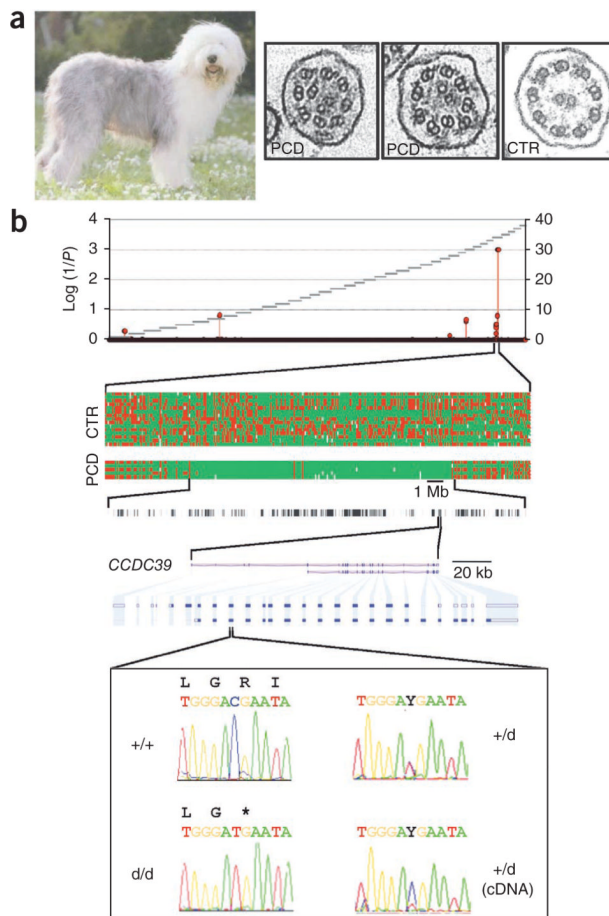 a
PCD
PCD
CTR
b
Log (1/P)
4
3
2
1
0
40
30
20
10
0
CTR
PCD
1 Mb
CCDC39
20 kb
L G R I
TGGGACGAATA
+/+
TGGGAYGAATA
+/d
L G *
TGGGATGAATA
d/d
TGGGAYGAATA
+/d
(cDNA)